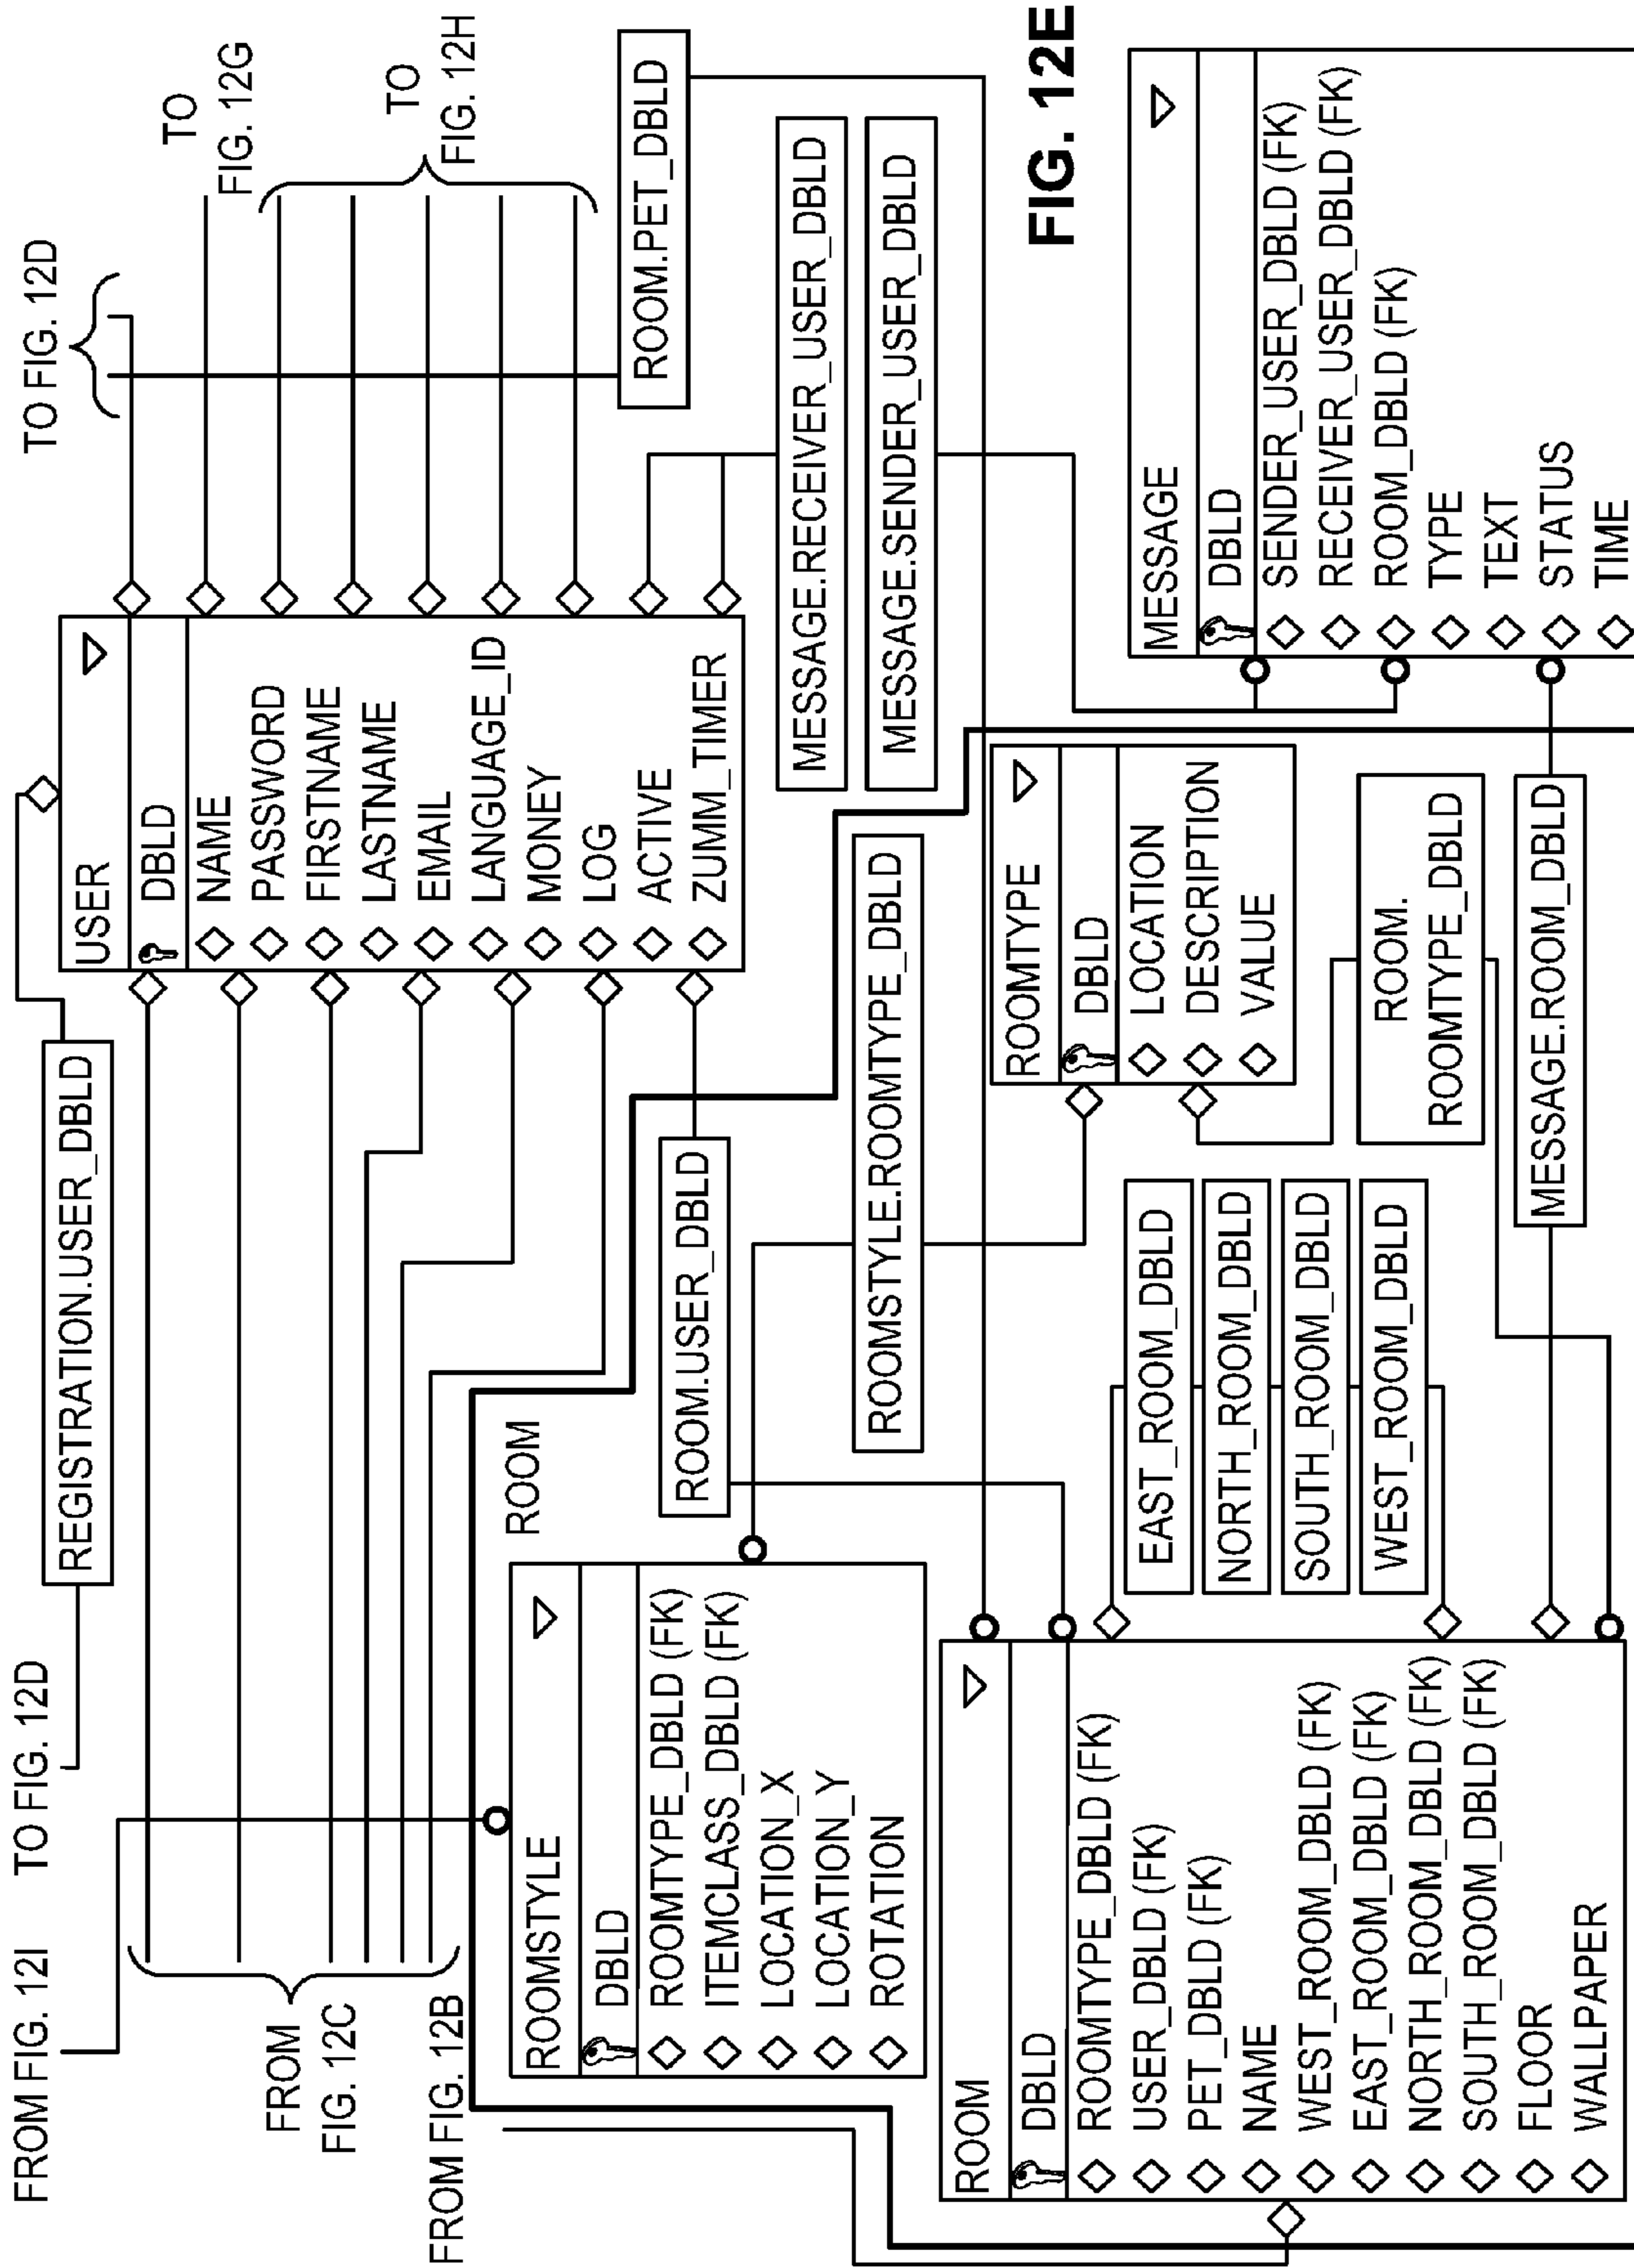 FROM FIG. 12I
TO FIG. 12D
TO FIG. 12D
REGISTRATION.USER_DBLD
FROM
FIG. 12C
FROM FIG. 12B
USER
DBLD
NAME
PASSWORD
FIRSTNAME
LASTNAME
EMAIL
LANGUAGE_ID
MONEY
LOG
ACTIVE
ZUMM_TIMER
TO
FIG. 12G
TO
FIG. 12H
ROOM.PET_DBLD
ROOMSTYLE
DBLD
ROOMTYPE_DBLD (FK)
ITEMCLASS_DBLD (FK)
LOCATION_X
LOCATION_Y
ROTATION
ROOM
ROOM.USER_DBLD
MESSAGE.RECEIVER_USER_DBLD
MESSAGE.SENDER_USER_DBLD
ROOMSTYLE.ROOMTYPE_DBLD
FIG. 12E
ROOM
DBLD
ROOMTYPE_DBLD (FK)
USER_DBLD (FK)
PET_DBLD (FK)
NAME
WEST_ROOM_DBLD (FK)
EAST_ROOM_DBLD (FK)
NORTH_ROOM_DBLD (FK)
SOUTH_ROOM_DBLD (FK)
FLOOR
WALLPAPER
EAST_ROOM_DBLD
NORTH_ROOM_DBLD
SOUTH_ROOM_DBLD
WEST_ROOM_DBLD
ROOMTYPE
DBLD
LOCATION
DESCRIPTION
VALUE
ROOM.
ROOMTYPE_DBLD
MESSAGE.ROOM_DBLD
MESSAGE
DBLD
SENDER_USER_DBLD (FK)
RECEIVER_USER_DBLD (FK)
ROOM_DBLD (FK)
TYPE
TEXT
STATUS
TIME